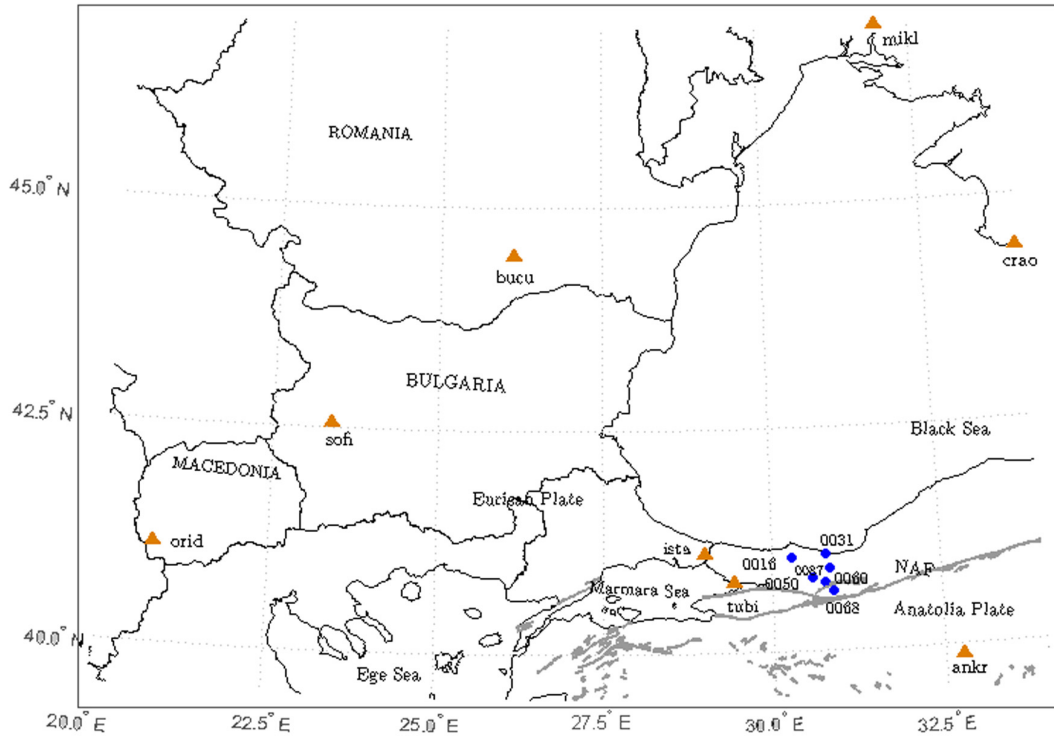 mikl
ROMANIA
45.0° N
crao
bucu
BULGARIA
42.5° N
sofi
Black Sea
MACEDONIA
Eurisan Plate
orid
ista
0031
0016
0087
NAF
0050
0060
Marmara Sea
tubi
0068
Anatolia Plate
40.0° N
Ege Sea
ankr
20.0° E
22.5° E
25.0° E
27.5° E
30.0° E
32.5° E